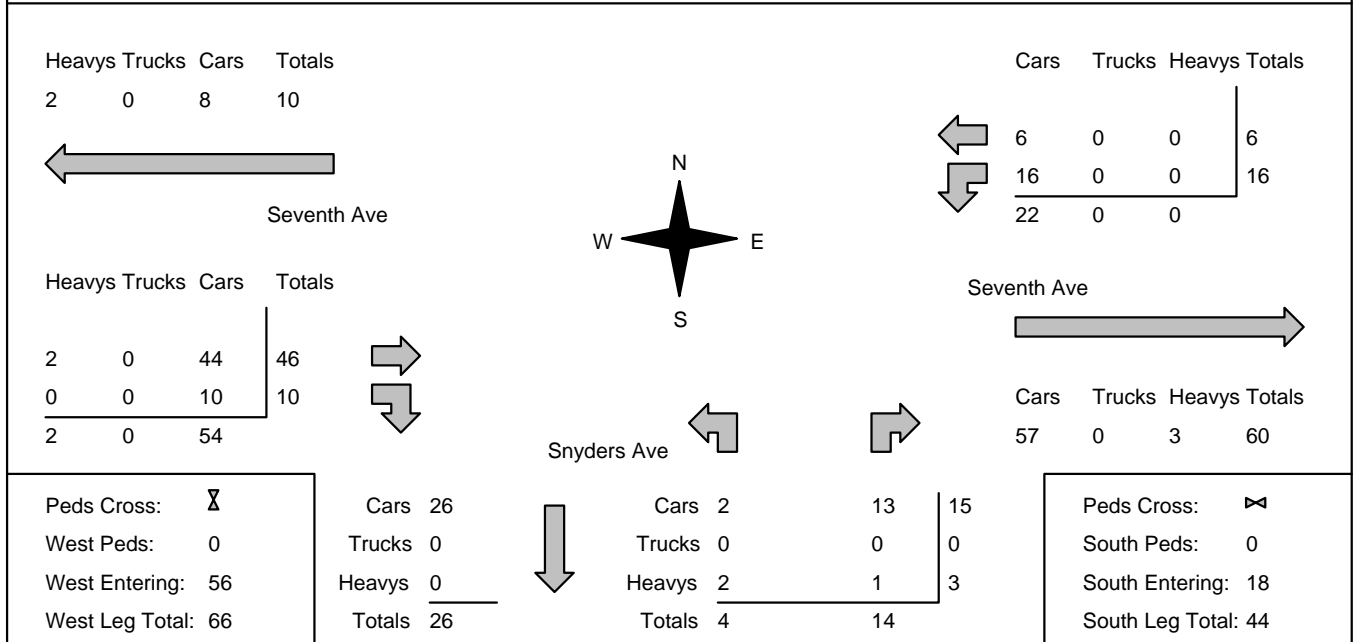 Heavys Trucks Cars Totals
2 0 8 10
Seventh Ave
Heavys Trucks Cars Totals
2 0 44 46
0 0 10 10
2 0 54
N
W E
S
Cars Trucks Heavys Totals
6 0 0 6
16 0 0 16
22 0 0
Seventh Ave
Cars Trucks Heavys Totals
57 0 3 60
Snyders Ave
Peds Cross:
West Peds: 0
West Entering: 56
West Leg Total: 66
Cars 26
Trucks 0
Heavys 0
Totals 26
Cars 2 13 15
Trucks 0 0 0
Heavys 2 1 3
Totals 4 14
Peds Cross:
South Peds: 0
South Entering: 18
South Leg Total: 44